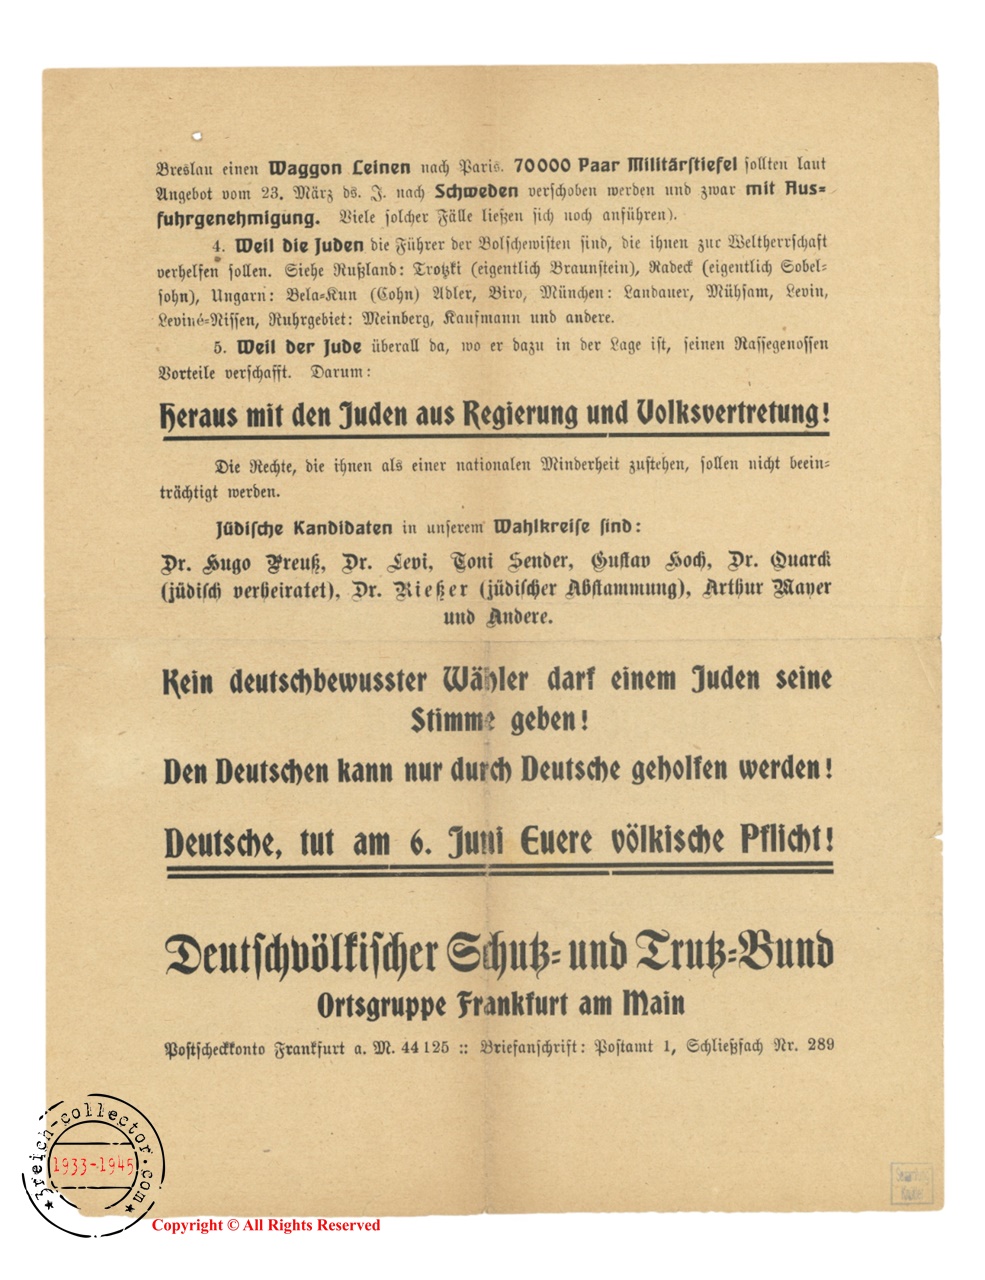 Breslau einen Waggon Leinen nach Paris. 70000 Paar Militärstiefel sollten laut
Angebot vom 23. März ds. J. nach Schweden verschoben werden und zwar mit Aus=
fuhrgenehmigung. Viele solcher Fälle ließen sich noch anführen).
4. Weil die Juden die Führer der Bolschewisten sind, die ihnen zur Weltherrschaft
verhelfen sollen. Siehe Rußland: Trotzki (eigentlich Braunstein), Radeck (eigentlich Sobel=
sohn), Ungarn: Bela=Kun (Cohn) Adler, Biro, München: Landauer, Mühsam, Levin,
Leviné=Nissen, Ruhrgebiet: Meinberg, Kaufmann und andere.
5. Weil der Jude überall da, wo er dazu in der Lage ist, seinen Rassegenossen
Vorteile verschafft. Darum:
Heraus mit den Juden aus Regierung und Volksvertretung!
Die Rechte, die ihnen als einer nationalen Minderheit zustehen, sollen nicht beein=
trächtigt werden.
Jüdische Kandidaten in unserem Wahlkreise sind:
Dr. Hugo Preuß, Dr. Levi, Toni Sender, Gustav Hoch, Dr. Quarck
(jüdisch verheiratet), Dr. Rießer (jüdischer Abstammung), Arthur Mayer
und Andere.
Kein deutschbewusster Wähler darf einem Juden seine
Stimme geben!
Den Deutschen kann nur durch Deutsche geholfen werden!
Deutsche, tut am 6. Juni Euere völkische Pflicht!
Deutschvölkischer Schutz= und Trutz=Bund
Ortsgruppe Frankfurt am Main
Postscheckkonto Frankfurt a. M. 44125 :: Briefanschrift: Postamt 1, Schließfach Nr. 289
3reich-collector.com
1933-1945
Copyright © All Rights Reserved